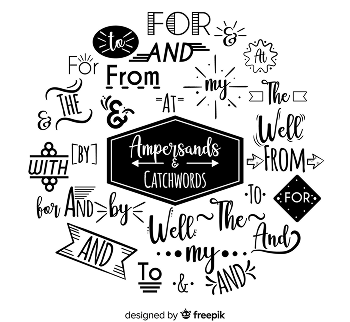 FOR
&
to
AND
At
For
From
my
The
& THE
&
=AT=
Well
Ampersands
&
CATCHWORDS
[BY]
FROM
WITH
·TO·
FOR
for AND by
Well
The
And
AND
my
To
·&·
AND
designed by freepik